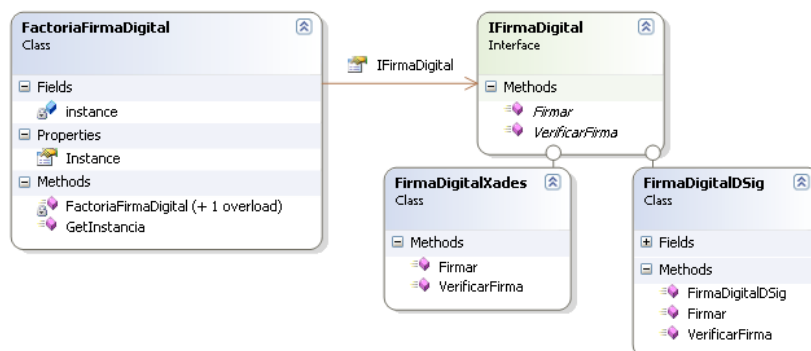 FactoriaFirmaDigital
Class
Fields
instance
Properties
Instance
Methods
FactoriaFirmaDigital (+ 1 overload)
GetInstancia
IFirmaDigital
IFirmaDigital
Interface
Methods
Firmar
VerificarFirma
FirmaDigitalXades
Class
Methods
Firmar
VerificarFirma
FirmaDigitalDSig
Class
Fields
Methods
FirmaDigitalDSig
Firmar
VerificarFirma